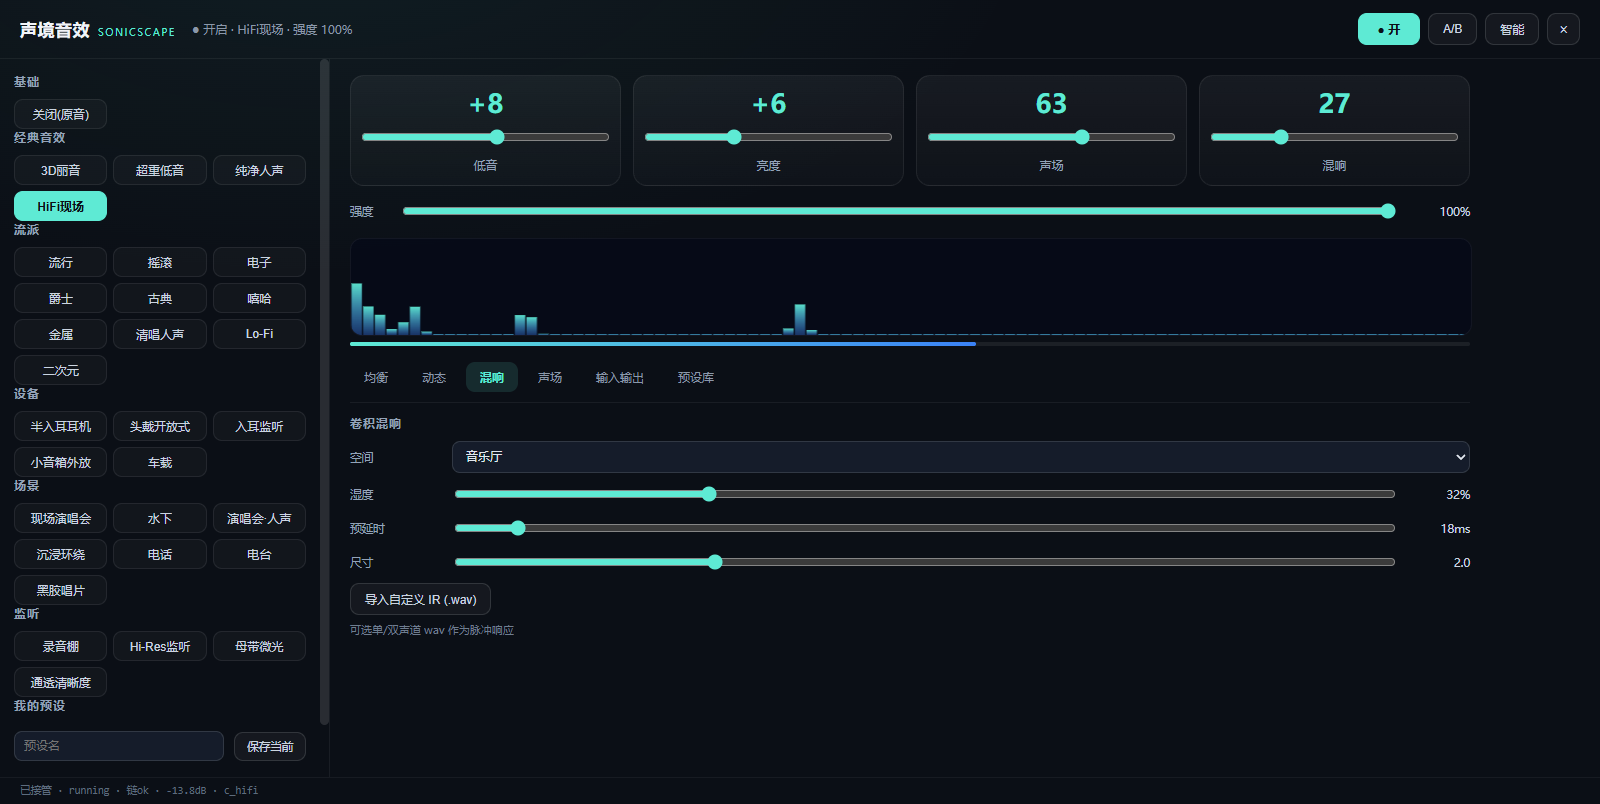 声境音效 SONICSCAPE ● 开启 · HiFi现场 · 强度 100%
● 开 A/B 智能 ×
基础
关闭(原音)
经典音效
3D丽音 超重低音 纯净人声
HiFi现场
流派
流行 摇滚 电子
爵士 古典 嘻哈
金属 清唱人声 Lo-Fi
二次元
设备
半入耳耳机 头戴开放式 入耳监听
小音箱外放 车载
场景
现场演唱会 水下 演唱会·人声
沉浸环绕 电话 电台
黑胶唱片
监听
录音棚 Hi-Res监听 母带微光
通透清晰度
我的预设
预设名 保存当前
+8 +6 63 27
低音 亮度 声场 混响
强度 100%
均衡 动态 混响 声场 输入输出 预设库
卷积混响
空间 音乐厅
湿度 32%
预延时 18ms
尺寸 2.0
导入自定义 IR (.wav)
可选单/双声道 wav 作为脉冲响应
已接管 · running · 链ok · -13.8dB · c_hifi